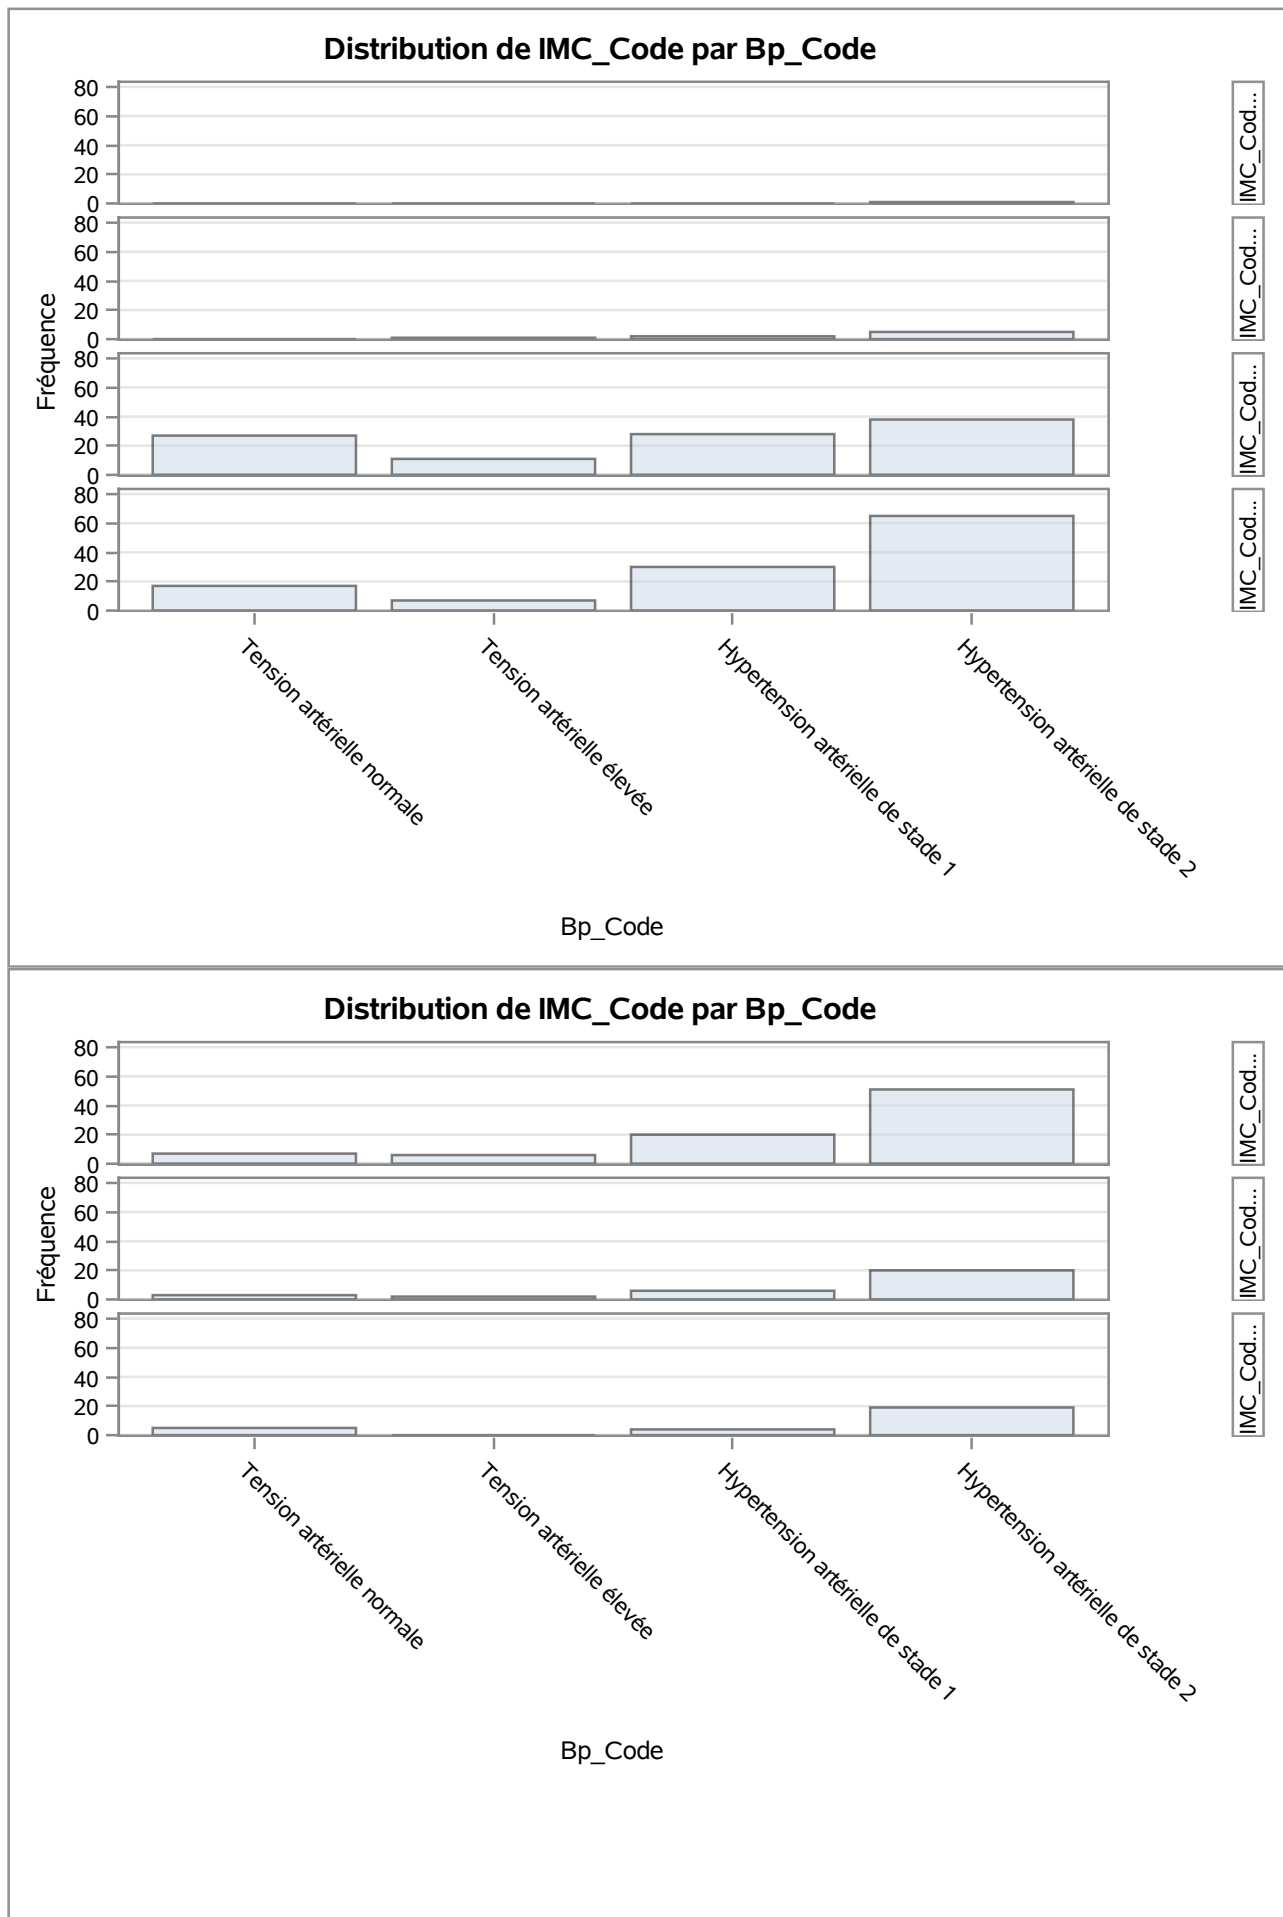 Distribution de IMC_Code par Bp_Code
80
60
40
20
0
IMC_Cod...
80
60
40
20
0
IMC_Cod...
Fréquence
80
60
40
20
0
IMC_Cod...
80
60
40
20
0
IMC_Cod...
Tension artérielle normale
Tension artérielle élevée
Hypertension artérielle de stade 1
Hypertension artérielle de stade 2
Bp_Code
Distribution de IMC_Code par Bp_Code
80
60
40
20
0
IMC_Cod...
Fréquence
80
60
40
20
0
IMC_Cod...
80
60
40
20
0
IMC_Cod...
Tension artérielle normale
Tension artérielle élevée
Hypertension artérielle de stade 1
Hypertension artérielle de stade 2
Bp_Code